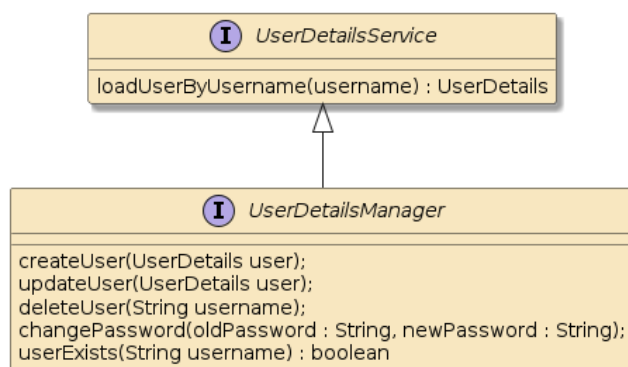 I UserDetailsService
loadUserByUsername(username) : UserDetails
I UserDetailsManager
createUser(UserDetails user);
updateUser(UserDetails user);
deleteUser(String username);
changePassword(oldPassword : String, newPassword : String);
userExists(String username) : boolean